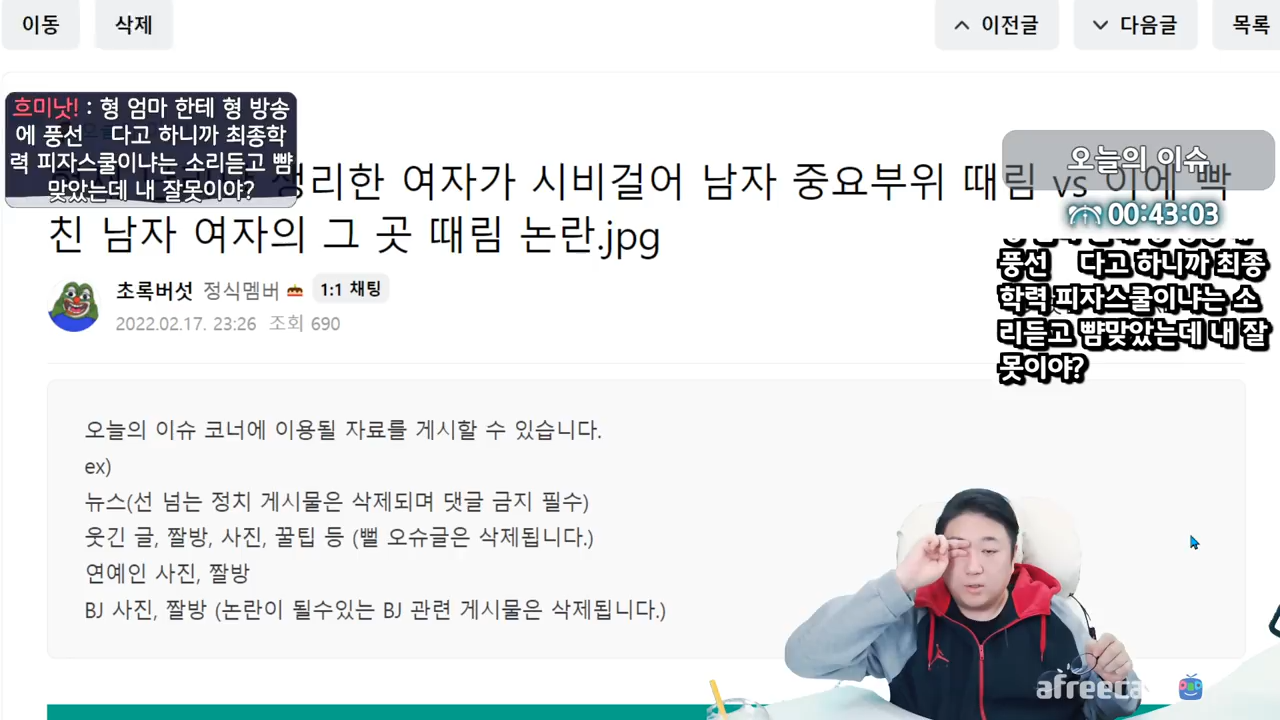 이동
삭제
이전글
다음글
목록
흐미낫! : 형 엄마 한테 형 방송
에 풍선 다고 하니까 최종학
력 피자스쿨이냐는 소리듣고 뺨
맞았는데 내 잘못이야?
생리한 여자가 시비걸어 남자 중요부위 때림 vs 이에 빡
친 남자 여자의 그 곳 때림 논란.jpg
오늘의 이슈
00:43:03
풍선 다고 하니까 최종
학력 피자스쿨이냐는 소
리듣고 뺨맞았는데 내 잘
못이야?
초록버섯 정식멤버 1:1 채팅
2022.02.17. 23:26 조회 690
오늘의 이슈 코너에 이용될 자료를 게시할 수 있습니다.
ex)
뉴스(선 넘는 정치 게시물은 삭제되며 댓글 금지 필수)
웃긴 글, 짤방, 사진, 꿀팁 등 (뻘 오슈글은 삭제됩니다.)
연예인 사진, 짤방
BJ 사진, 짤방 (논란이 될수있는 BJ 관련 게시물은 삭제됩니다.)